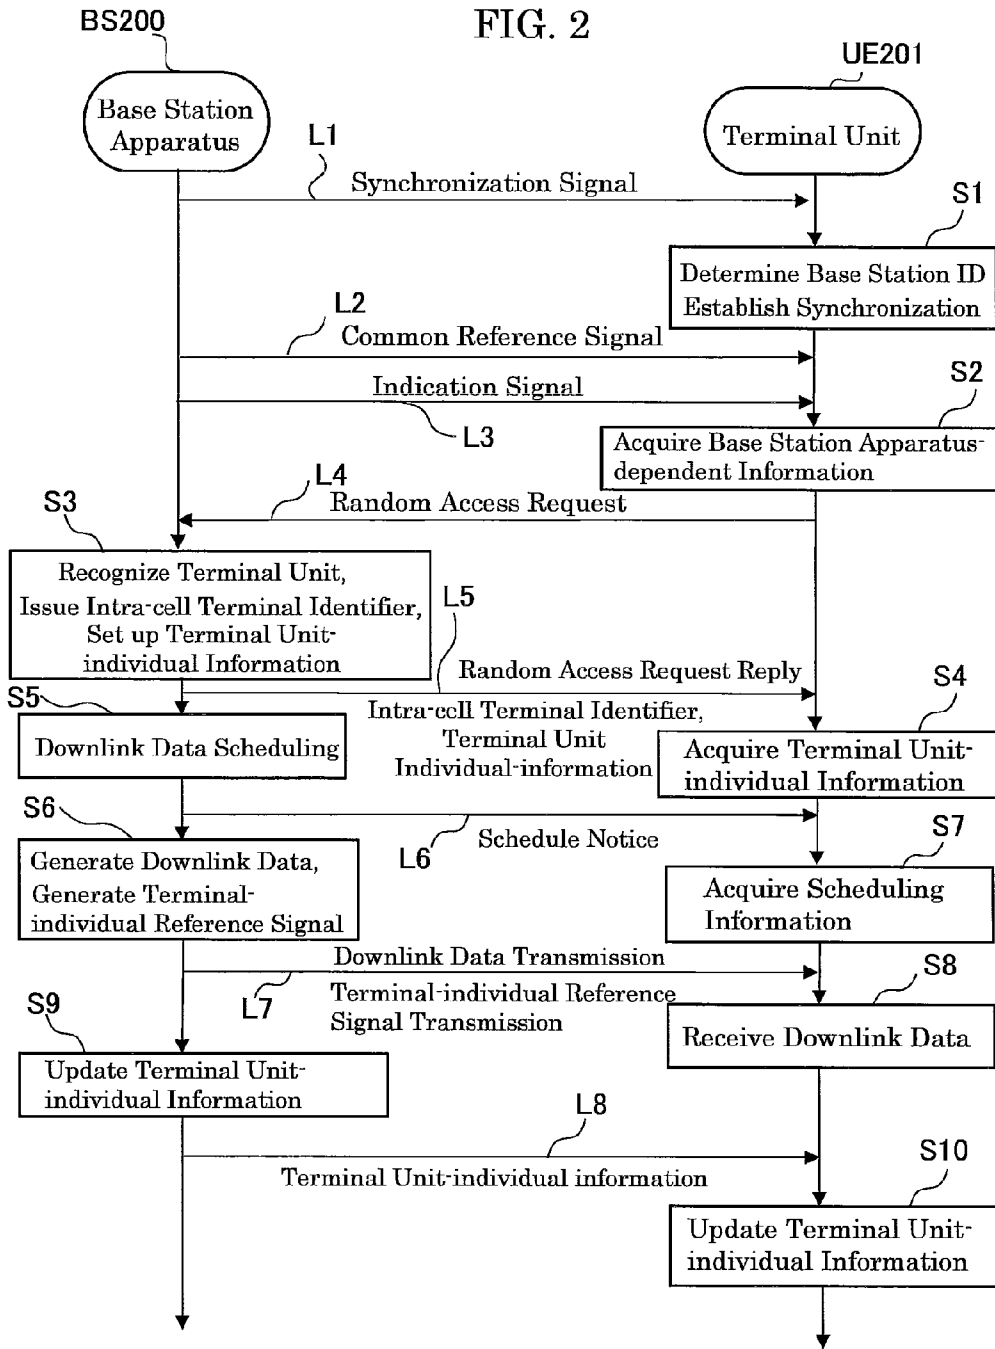 FIG. 2
BS200
UE201
Base Station
Apparatus
Terminal Unit
L1
Synchronization Signal
S1
Determine Base Station ID
Establish Synchronization
L2
Common Reference Signal
Indication Signal
S2
L3
Acquire Base Station Apparatus-
dependent Information
L4
Random Access Request
S3
Recognize Terminal Unit,
Issue Intra-cell Terminal Identifier,
Set up Terminal Unit-
individual Information
L5
Random Access Request Reply
S4
Intra-cell Terminal Identifier,
Terminal Unit
Individual-information
S5
Downlink Data Scheduling
Acquire Terminal Unit-
individual Information
S6
L6
Schedule Notice
S7
Generate Downlink Data,
Generate Terminal-
individual Reference Signal
Acquire Scheduling
Information
Downlink Data Transmission
L7
Terminal-individual Reference
Signal Transmission
S8
Receive Downlink Data
S9
Update Terminal Unit-
individual Information
L8
Terminal Unit-individual information
S10
Update Terminal Unit-
individual Information